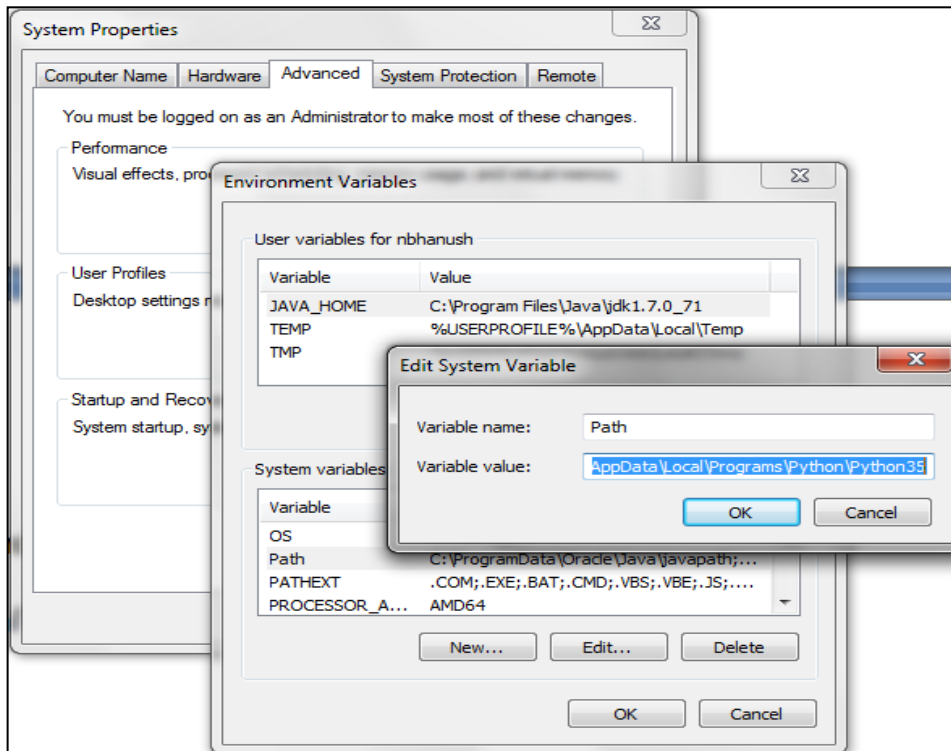 System Properties
Computer Name Hardware Advanced System Protection Remote
You must be logged on as an Administrator to make most of these changes.
Performance
Visual effects,
Environment Variables
User variables for nbhanush
Variable Value
JAVA_HOME C:\Program Files\Java\jdk1.7.0_71
TEMP %USERPROFILE%\AppData\Local\Temp
TMP
User Profiles
Desktop settings
Edit System Variable
Variable name: Path
Variable value: AppData\Local\Programs\Python\Python35
OK Cancel
Startup and Recov
System startup, sy
System variables
Variable
OS
Path C:\ProgramData\Oracle\Java\javapath;...
PATHEXT .COM;.EXE;.BAT;.CMD;.VBS;.VBE;.JS;....
PROCESSOR_A... AMD64
New... Edit... Delete
OK Cancel